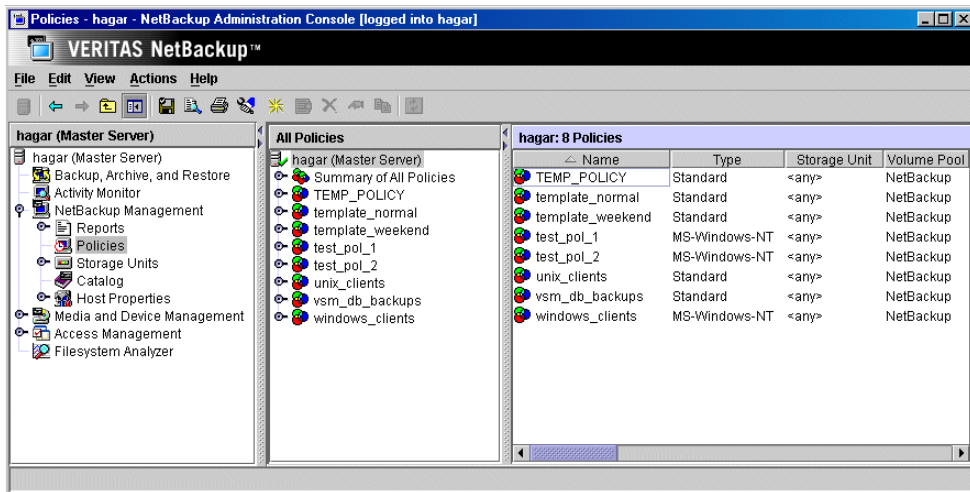 Policies - hagar - NetBackup Administration Console [logged into hagar]
VERITAS NetBackup™
File Edit View Actions Help
hagar (Master Server)
hagar (Master Server)
Backup, Archive, and Restore
Activity Monitor
NetBackup Management
Reports
Policies
Storage Units
Catalog
Host Properties
Media and Device Management
Access Management
Filesystem Analyzer
All Policies
hagar (Master Server)
Summary of All Policies
TEMP_POLICY
template_normal
template_weekend
test_pol_1
test_pol_2
unix_clients
vsm_db_backups
windows_clients
hagar: 8 Policies
Name Type Storage Unit Volume Pool
TEMP_POLICY Standard <any> NetBackup
template_normal Standard <any> NetBackup
template_weekend Standard <any> NetBackup
test_pol_1 MS-Windows-NT <any> NetBackup
test_pol_2 MS-Windows-NT <any> NetBackup
unix_clients Standard <any> NetBackup
vsm_db_backups Standard <any> NetBackup
windows_clients MS-Windows-NT <any> NetBackup